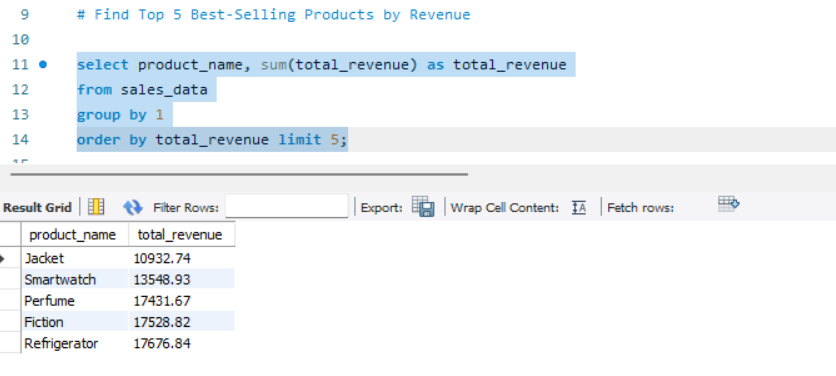 9 # Find Top 5 Best-Selling Products by Revenue
10
11 select product_name, sum(total_revenue) as total_revenue
12 from sales_data
13 group by 1
14 order by total_revenue limit 5;
Result Grid Filter Rows: Export: Wrap Cell Content: Fetch rows:
product_name total_revenue
Jacket 10932.74
Smartwatch 13548.93
Perfume 17431.67
Fiction 17528.82
Refrigerator 17676.84